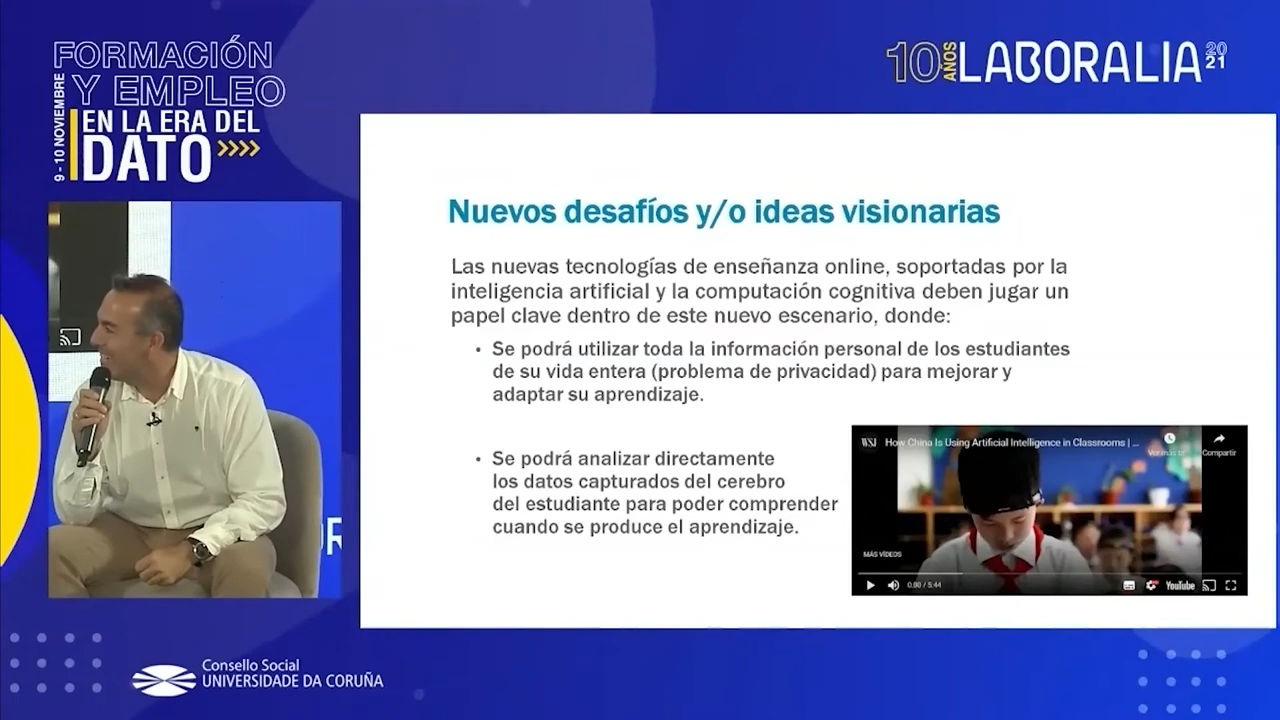 FORMACIÓN
Y EMPLEO
EN LA ERA DEL
DATO
9 - 10 NOVIEMBRE
10 AÑOS LABORALIA 2021
Nuevos desafíos y/o ideas visionarias
Las nuevas tecnologías de enseñanza online, soportadas por la
inteligencia artificial y la computación cognitiva deben jugar un
papel clave dentro de este nuevo escenario, donde:
• Se podrá utilizar toda la información personal de los estudiantes
de su vida entera (problema de privacidad) para mejorar y
adaptar su aprendizaje.
• Se podrá analizar directamente
los datos capturados del cerebro
del estudiante para poder comprender
cuando se produce el aprendizaje.
WSJ How China Is Using Artificial Intelligence in Classrooms | ...
Compartir
MÁS VÍDEOS
0:00 / 5:44
YouTube
Consello Social
UNIVERSIDADE DA CORUÑA